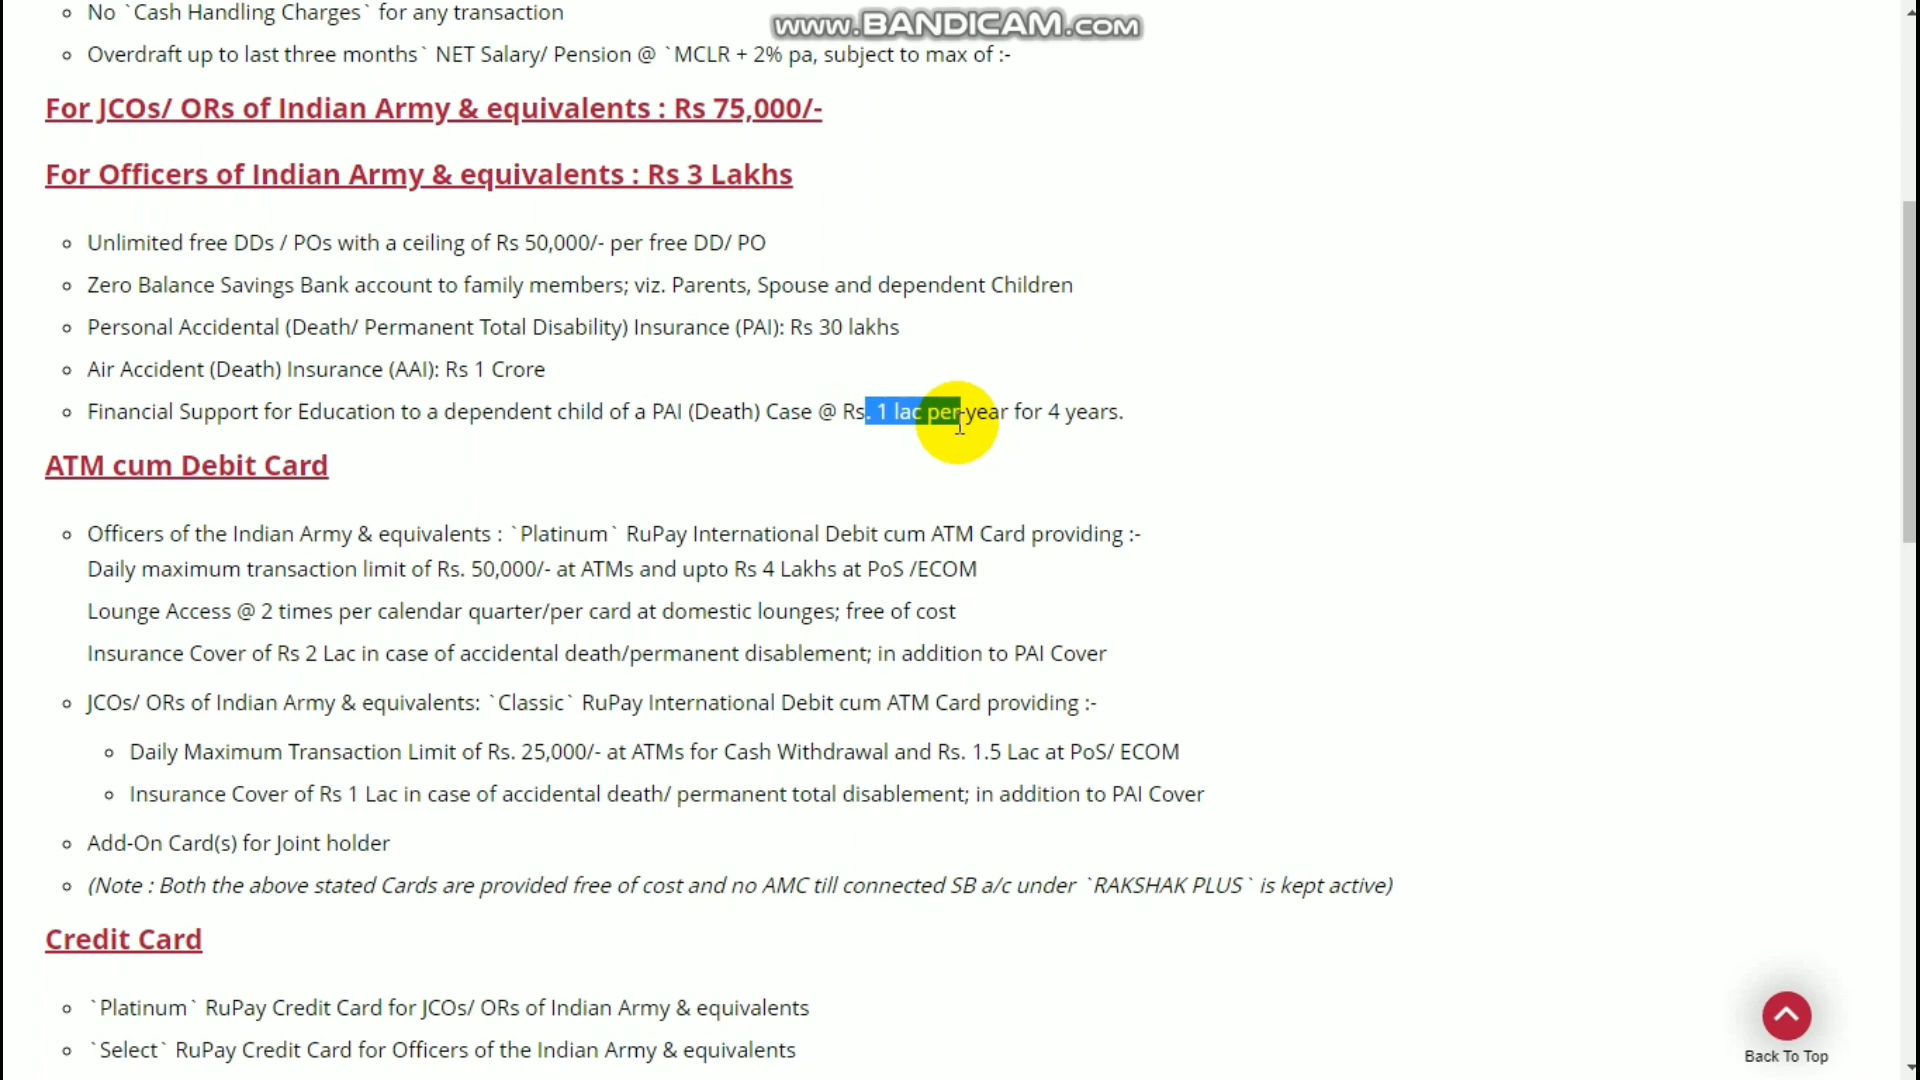 No `Cash Handling Charges` for any transaction
www.BANDICAM.com
Overdraft up to last three months` NET Salary/ Pension @ `MCLR + 2% pa, subject to max of :-
For JCOs/ ORs of Indian Army & equivalents : Rs 75,000/-
For Officers of Indian Army & equivalents : Rs 3 Lakhs
Unlimited free DDs / POs with a ceiling of Rs 50,000/- per free DD/ PO
Zero Balance Savings Bank account to family members; viz. Parents, Spouse and dependent Children
Personal Accidental (Death/ Permanent Total Disability) Insurance (PAI): Rs 30 lakhs
Air Accident (Death) Insurance (AAI): Rs 1 Crore
Financial Support for Education to a dependent child of a PAI (Death) Case @ Rs. 1 lac per-year for 4 years.
ATM cum Debit Card
Officers of the Indian Army & equivalents : `Platinum` RuPay International Debit cum ATM Card providing :-
Daily maximum transaction limit of Rs. 50,000/- at ATMs and upto Rs 4 Lakhs at PoS /ECOM
Lounge Access @ 2 times per calendar quarter/per card at domestic lounges; free of cost
Insurance Cover of Rs 2 Lac in case of accidental death/permanent disablement; in addition to PAI Cover
JCOs/ ORs of Indian Army & equivalents: `Classic` RuPay International Debit cum ATM Card providing :-
Daily Maximum Transaction Limit of Rs. 25,000/- at ATMs for Cash Withdrawal and Rs. 1.5 Lac at PoS/ ECOM
Insurance Cover of Rs 1 Lac in case of accidental death/ permanent total disablement; in addition to PAI Cover
Add-On Card(s) for Joint holder
(Note : Both the above stated Cards are provided free of cost and no AMC till connected SB a/c under `RAKSHAK PLUS` is kept active)
Credit Card
`Platinum` RuPay Credit Card for JCOs/ ORs of Indian Army & equivalents
`Select` RuPay Credit Card for Officers of the Indian Army & equivalents
Back To Top